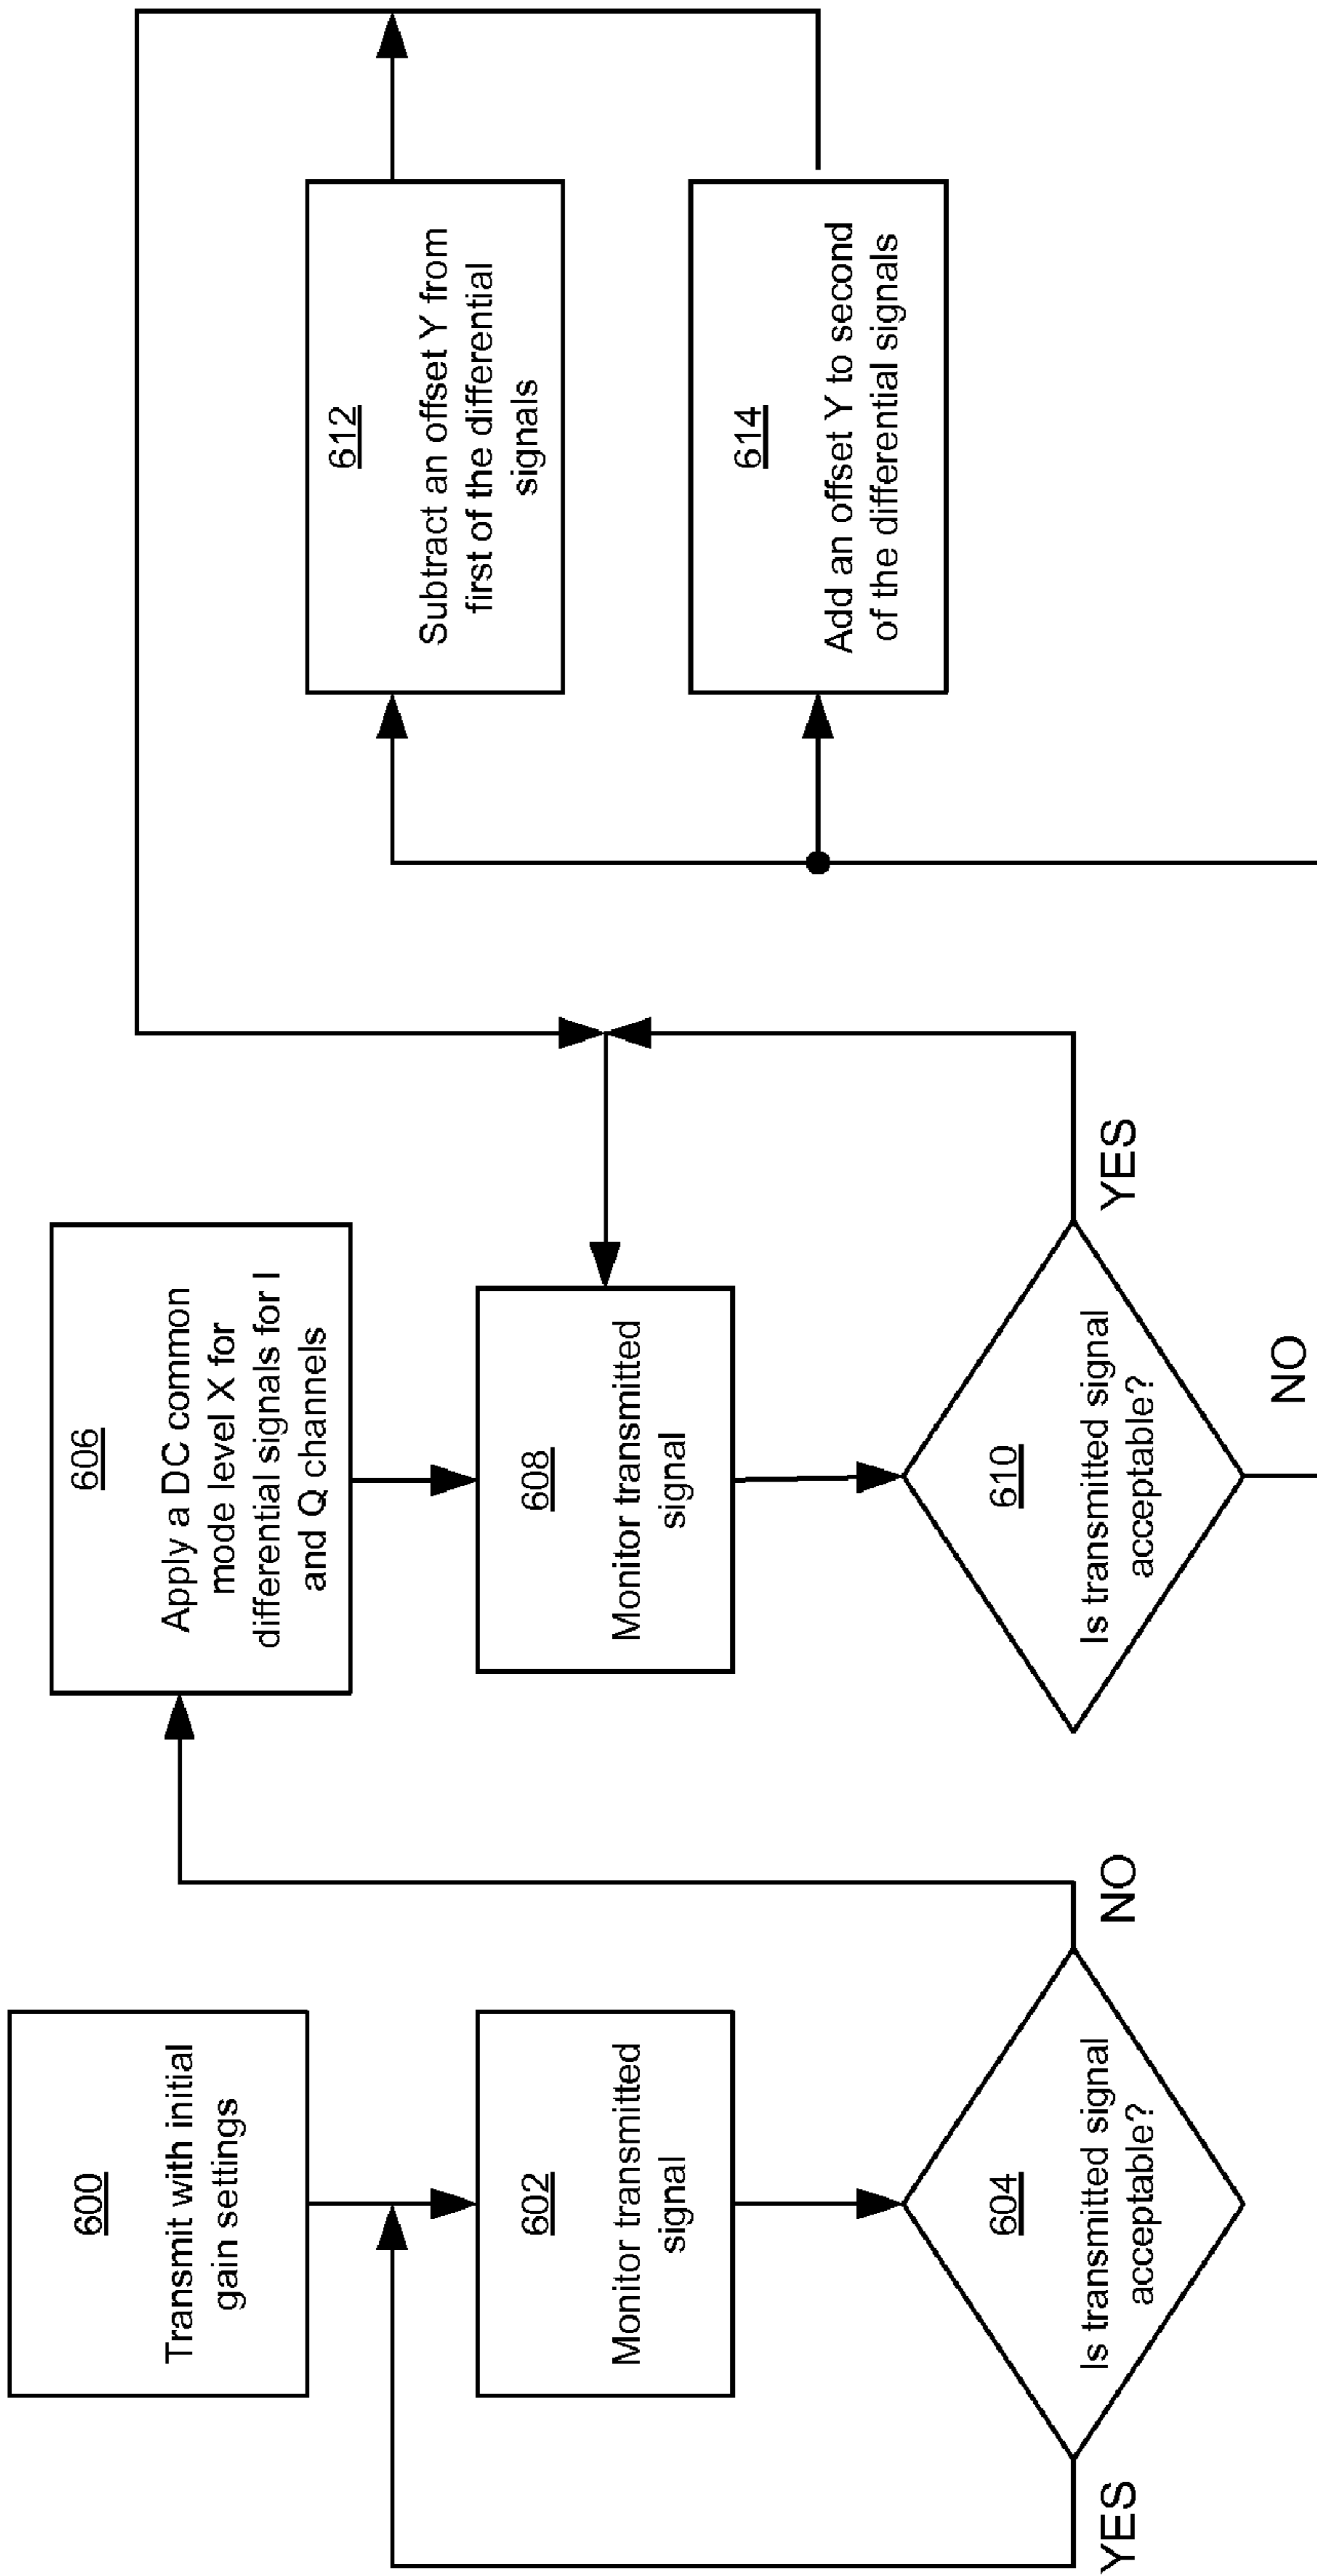 600
Transmit with initial
gain settings
602
Monitor transmitted
signal
604
Is transmitted signal
acceptable?
YES
NO
606
Apply a DC common
mode level X for
differential signals for I
and Q channels
608
Monitor transmitted
signal
610
Is transmitted signal
acceptable?
YES
NO
612
Subtract an offset Y from
first of the differential
signals
614
Add an offset Y to second
of the differential signals